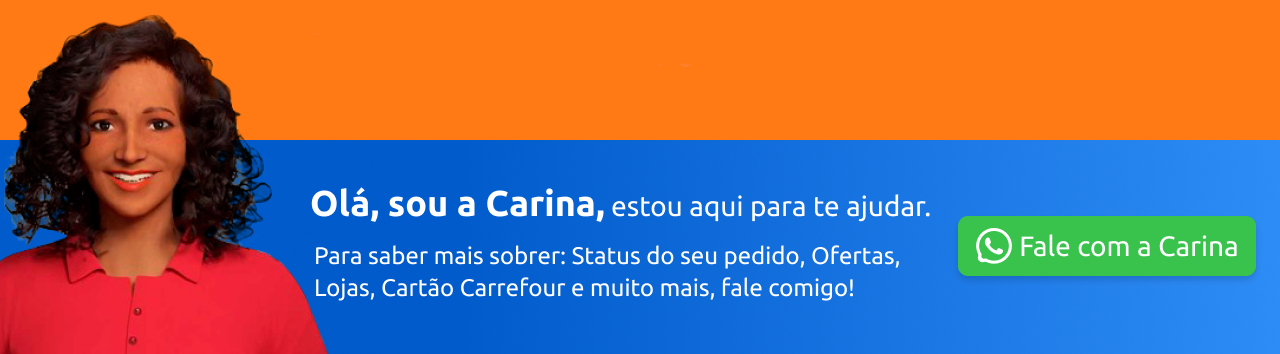 Olá, sou a Carina, estou aqui para te ajudar.
Para saber mais sobrer: Status do seu pedido, Ofertas,
Lojas, Cartão Carrefour e muito mais, fale comigo!
Fale com a Carina